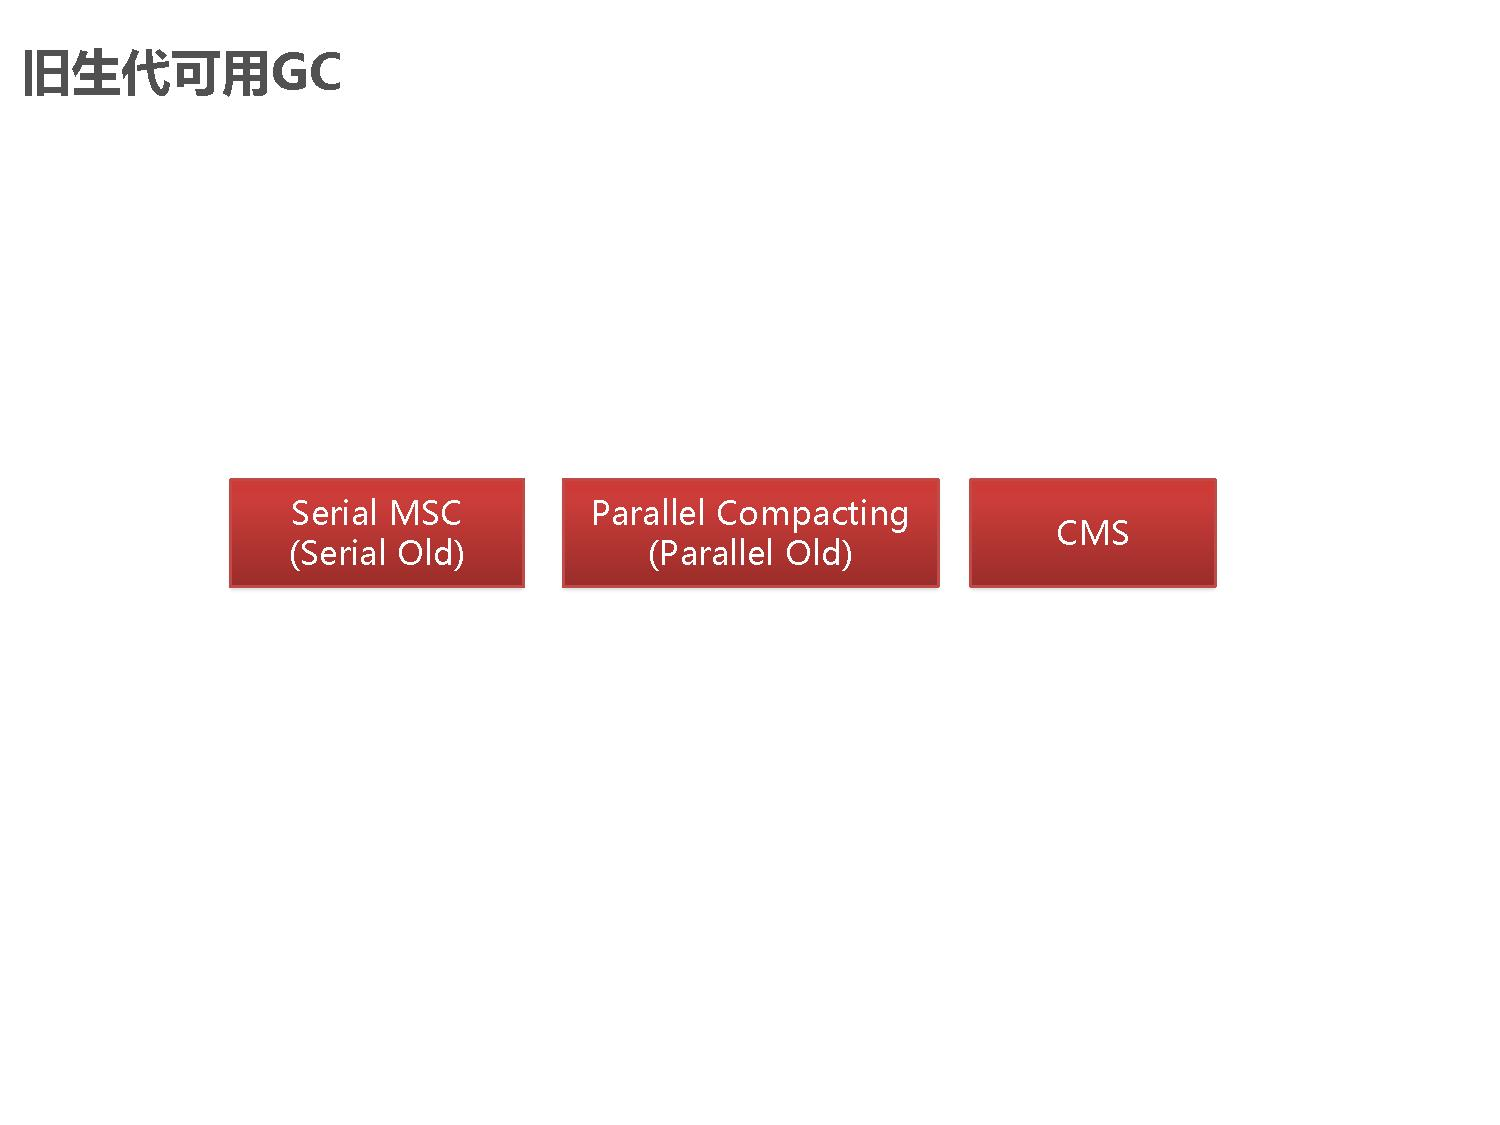 旧生代可用GC
Serial MSC
(Serial Old)
Parallel Compacting
(Parallel Old)
CMS